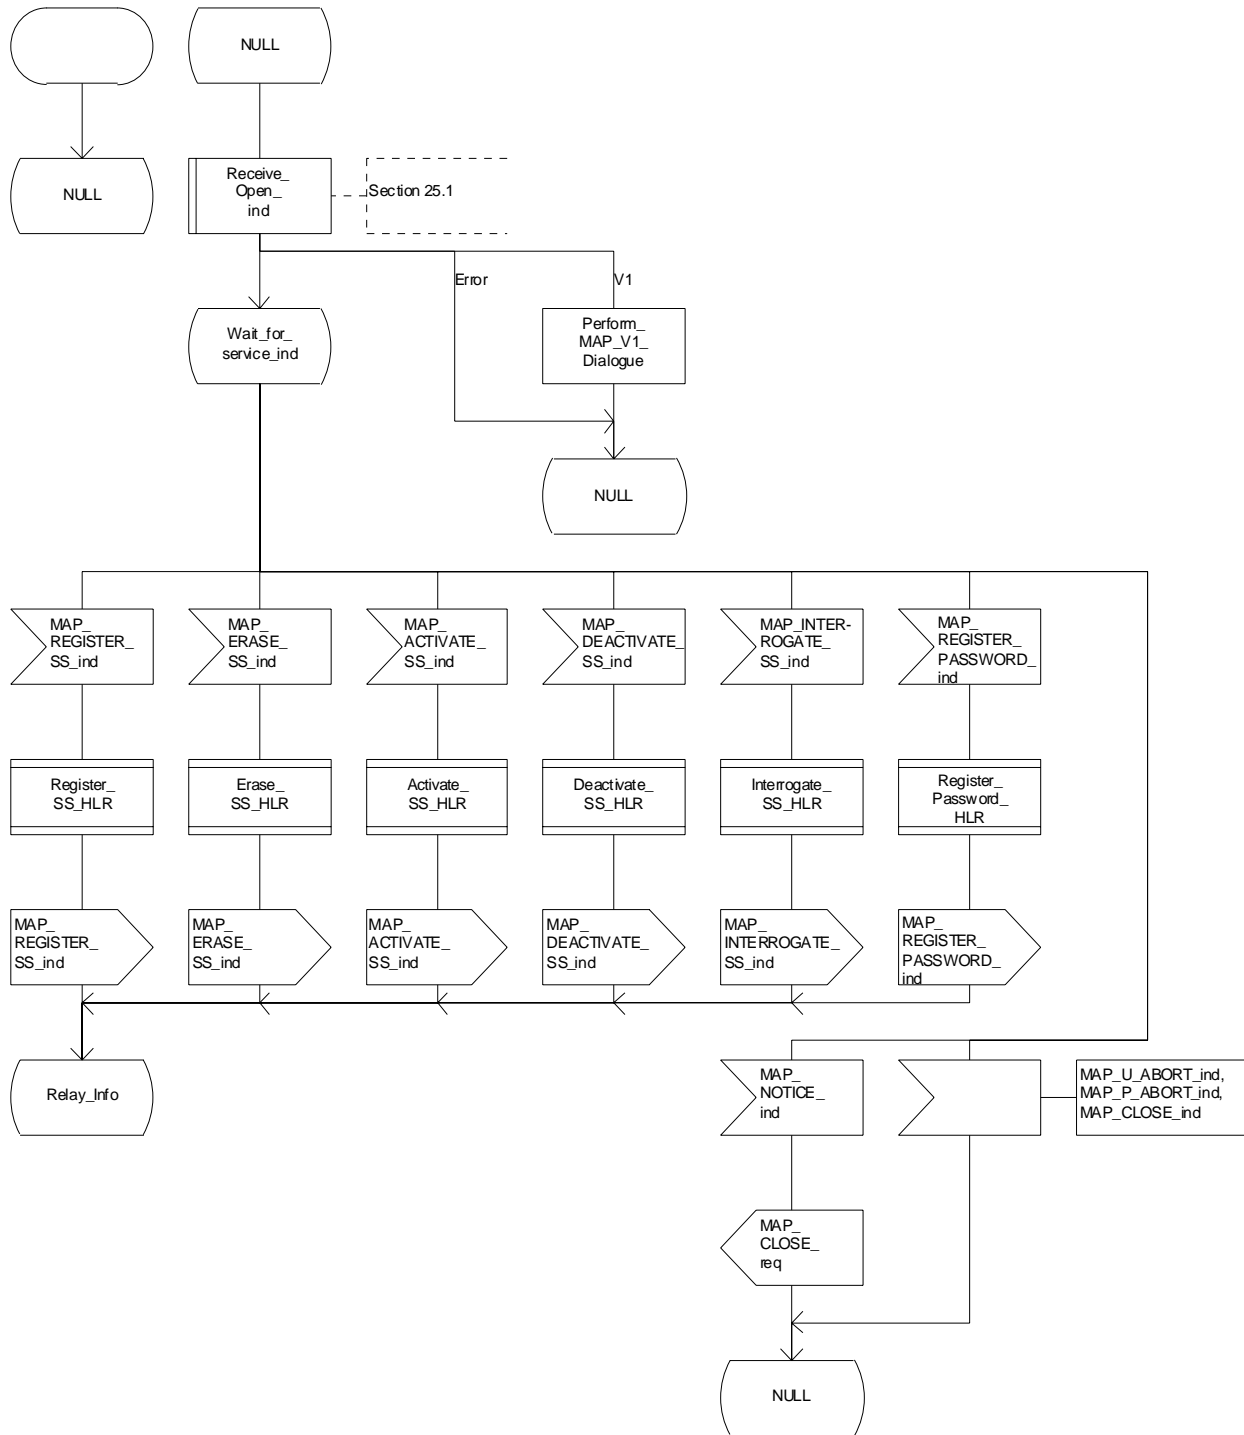 NULL
NULL
Receive_
Open_
ind
Section 25.1
Error
V1
Wait_for_
service_ind
Perform_
MAP_V1_
Dialogue
NULL
MAP_
REGISTER_
SS_ind
MAP_
ERASE_
SS_ind
MAP_
ACTIVATE_
SS_ind
MAP_
DEACTIVATE_
SS_ind
MAP_INTER-
ROGATE_
SS_ind
MAP_
REGISTER_
PASSWORD_
ind
Register_
SS_HLR
Erase_
SS_HLR
Activate_
SS_HLR
Deactivate_
SS_HLR
Interrogate_
SS_HLR
Register_
Password_
HLR
MAP_
REGISTER_
SS_ind
MAP_
ERASE_
SS_ind
MAP_
ACTIVATE_
SS_ind
MAP_
DEACTIVATE_
SS_ind
MAP_
INTERROGATE_
SS_ind
MAP_
REGISTER_
PASSWORD_
ind
Relay_Info
MAP_
NOTICE_
ind
MAP_U_ABORT_ind,
MAP_P_ABORT_ind,
MAP_CLOSE_ind
MAP_
CLOSE_
req
NULL